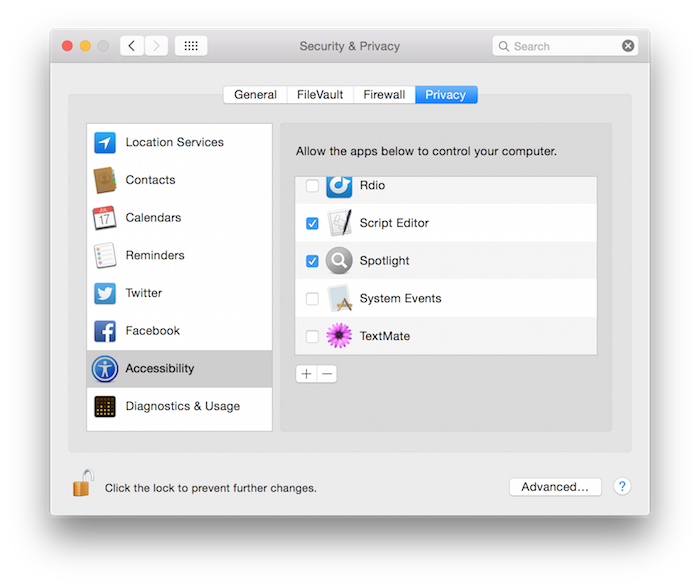 Security & Privacy
Search
General
FileVault
Firewall
Privacy
Location Services
Contacts
JUL
17
Calendars
Reminders
Twitter
Facebook
Accessibility
Diagnostics & Usage
Allow the apps below to control your computer.
Rdio
Script Editor
Spotlight
System Events
TextMate
+ −
Click the lock to prevent further changes.
Advanced...
?